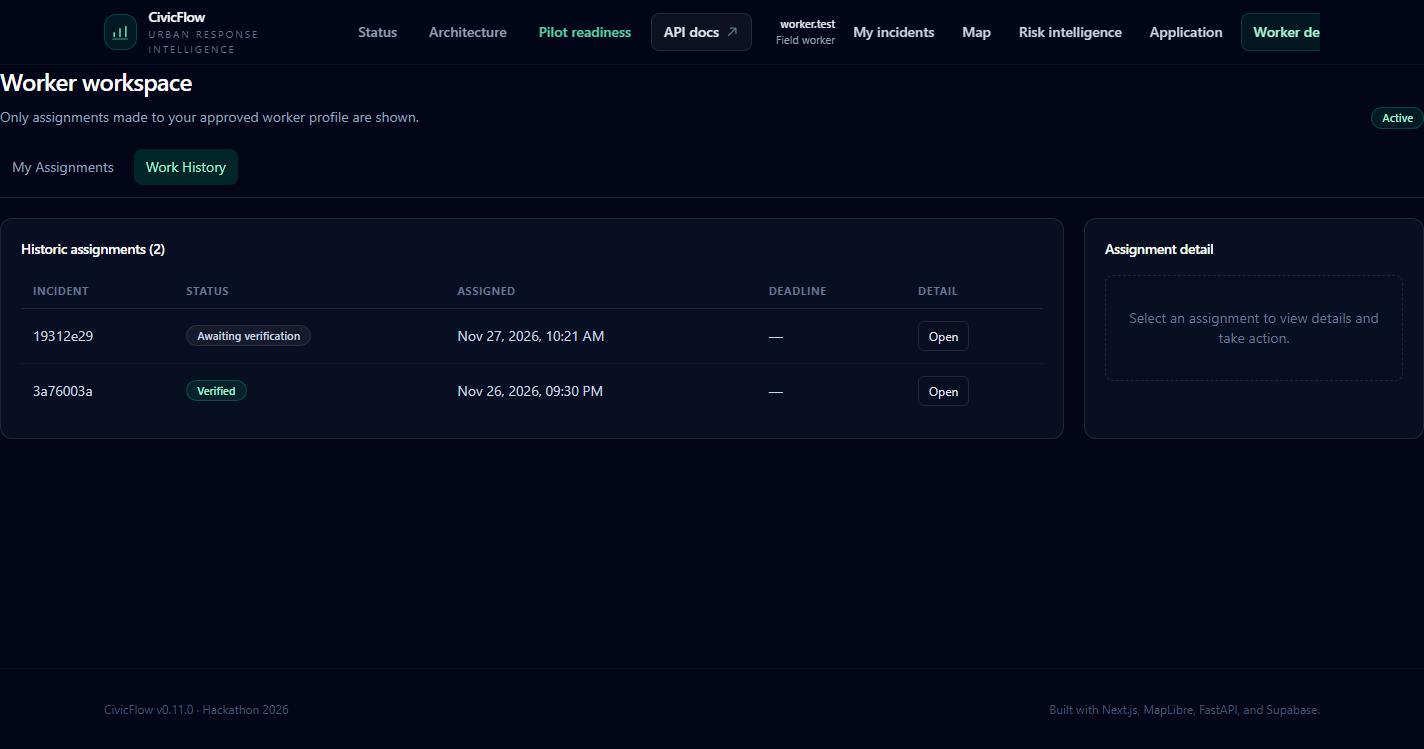 CivicFlow
URBAN RESPONSE
INTELLIGENCE
Status
Architecture
Pilot readiness
API docs ↗
worker.test
Field worker
My incidents
Map
Risk intelligence
Application
Worker de
Worker workspace
Only assignments made to your approved worker profile are shown.
Active
My Assignments
Work History
Historic assignments (2)
INCIDENT STATUS ASSIGNED DEADLINE DETAIL
19312e29 Awaiting verification Nov 27, 2026, 10:21 AM — Open
3a76003a Verified Nov 26, 2026, 09:30 PM — Open
Assignment detail
Select an assignment to view details and
take action.
CivicFlow v0.11.0 · Hackathon 2026
Built with Next.js, MapLibre, FastAPI, and Supabase.